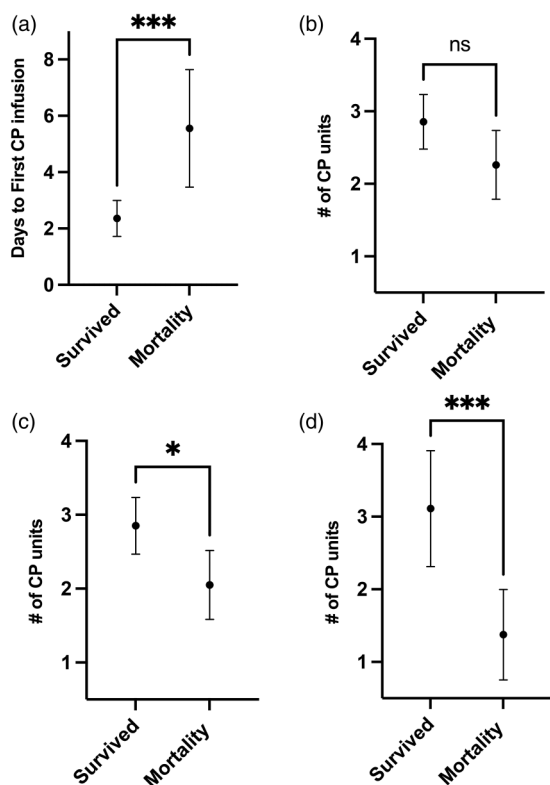 (a)
***
Days to First CP infusion
8
6
4
2
0
Survived
Mortality
(b)
ns
# of CP units
4
3
2
1
Survived
Mortality
(c)
*
# of CP units
4
3
2
1
Survived
Mortality
(d)
***
# of CP units
4
3
2
1
Survived
Mortality